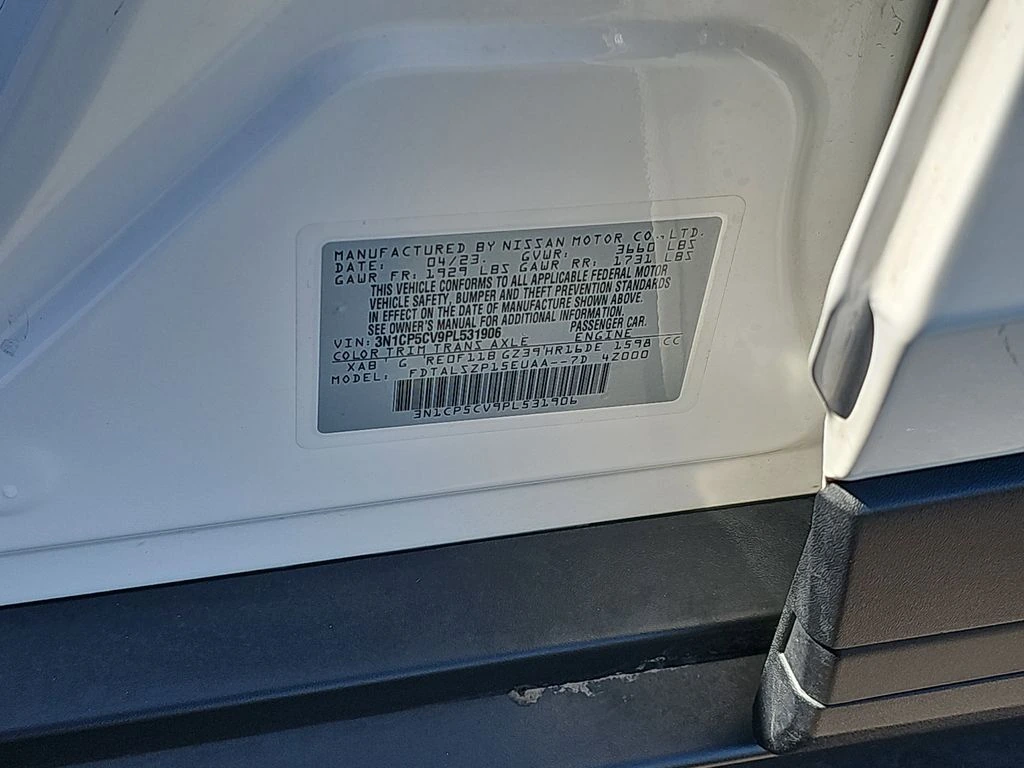 MANUFACTURED BY NISSAN MOTOR CO., LTD.
DATE: 04/23. GVWR: 3660 LBS
GAWR FR: 1929 LBS GAWR RR: 1731 LBS
THIS VEHICLE CONFORMS TO ALL APPLICABLE FEDERAL MOTOR
VEHICLE SAFETY, BUMPER AND THEFT PREVENTION STANDARDS
IN EFFECT ON THE DATE OF MANUFACTURE SHOWN ABOVE.
SEE OWNER'S MANUAL FOR ADDITIONAL INFORMATION.
VIN: 3N1CP5CV9PL531906 PASSENGER CAR.
COLOR TRIM TRANS AXLE ENGINE
XAB G RE0F11B GZ39 HR16DE 1598 CC
MODEL: FDTALSZP15EUAA---7D 4Z000
3N1CP5CV9PL531906